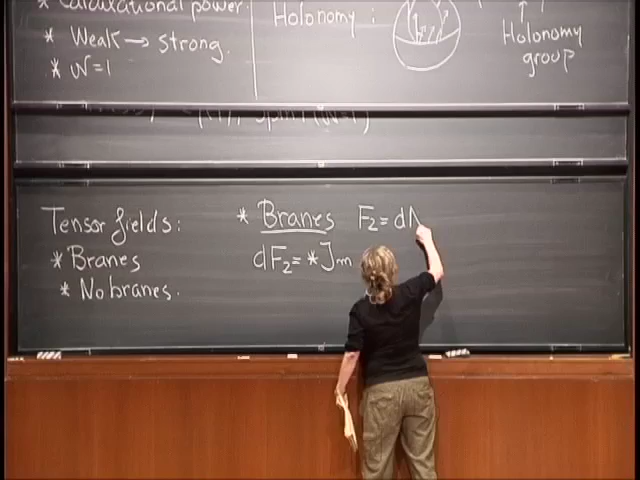 * Calculational power.
* Weak → strong.
* N=1
Holonomy :
Holonomy
group
Tensor fields :
* Branes
* No branes.
* Branes F₂ = dA
dF₂ = *Jm